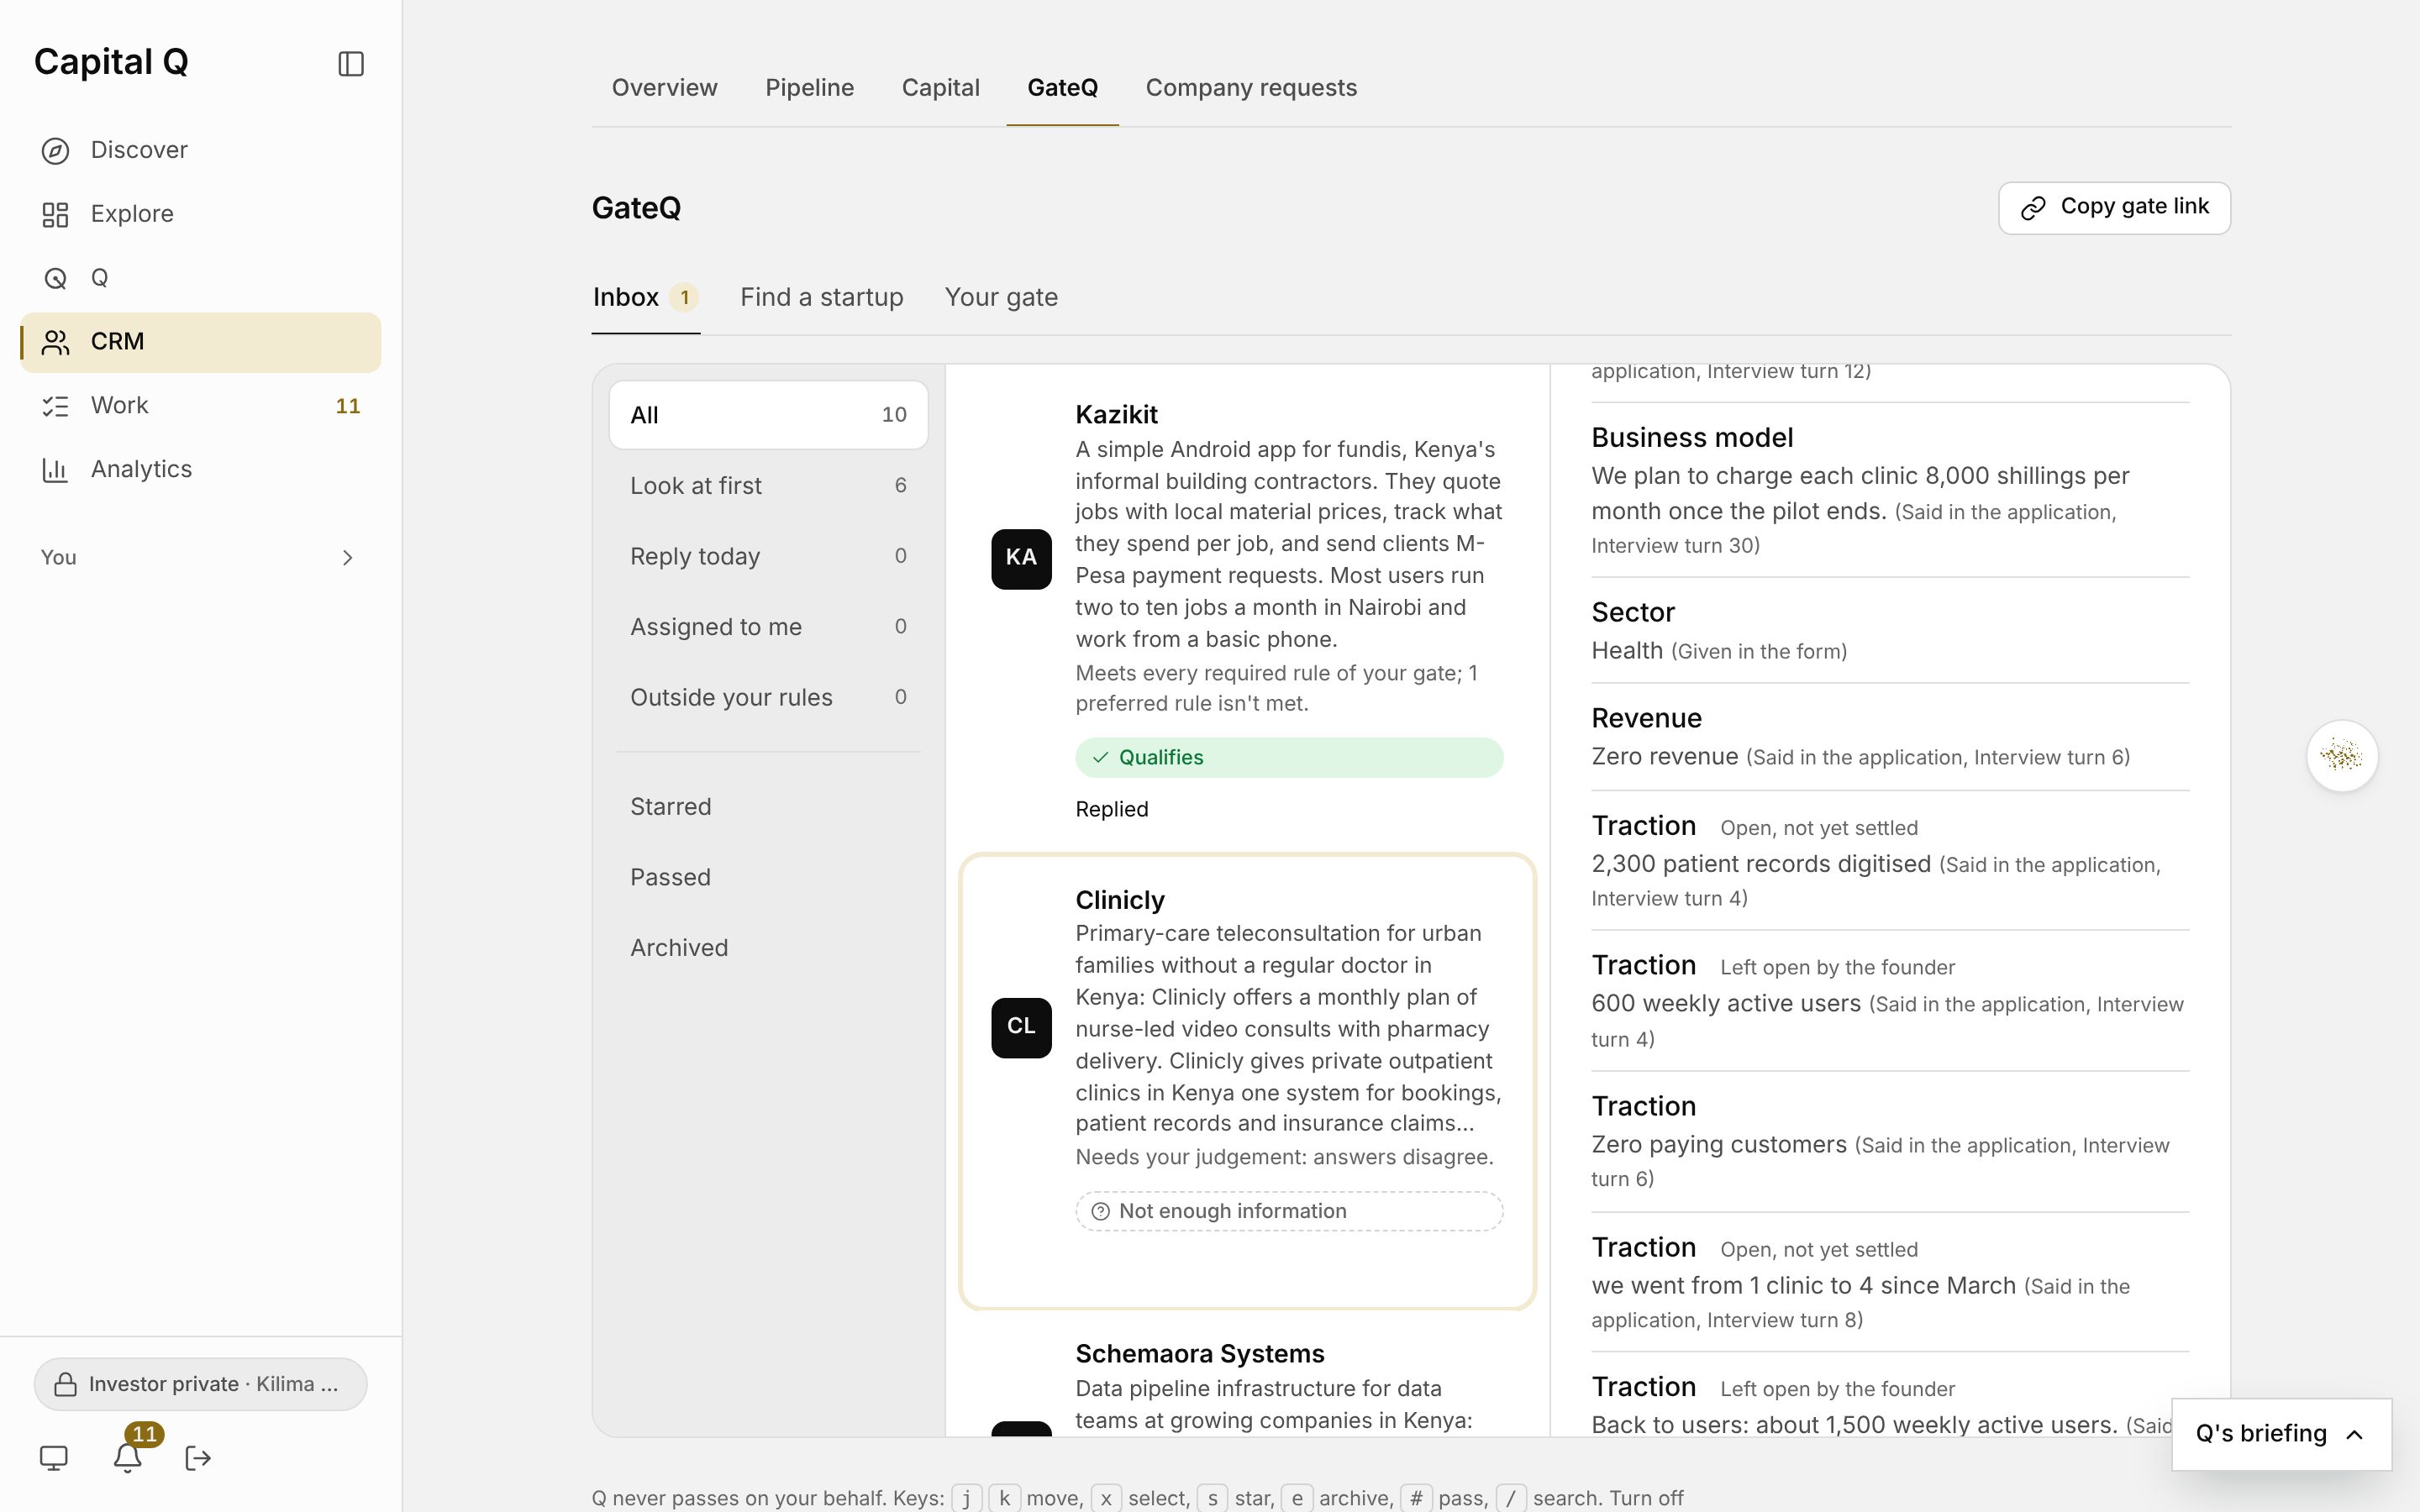 Capital Q
Discover
Explore
Q
CRM
Work 11
Analytics
You
Investor private · Kilima ...
11
Overview Pipeline Capital GateQ Company requests
GateQ
Copy gate link
Inbox 1 Find a startup Your gate
All 10
Look at first 6
Reply today 0
Assigned to me 0
Outside your rules 0
Starred
Passed
Archived
KA
Kazikit
A simple Android app for fundis, Kenya's
informal building contractors. They quote
jobs with local material prices, track what
they spend per job, and send clients M-
Pesa payment requests. Most users run
two to ten jobs a month in Nairobi and
work from a basic phone.
Meets every required rule of your gate; 1
preferred rule isn't met.
Qualifies
Replied
CL
Clinicly
Primary-care teleconsultation for urban
families without a regular doctor in
Kenya: Clinicly offers a monthly plan of
nurse-led video consults with pharmacy
delivery. Clinicly gives private outpatient
clinics in Kenya one system for bookings,
patient records and insurance claims...
Needs your judgement: answers disagree.
Not enough information
Schemaora Systems
Data pipeline infrastructure for data
teams at growing companies in Kenya:
application, Interview turn 12)
Business model
We plan to charge each clinic 8,000 shillings per
month once the pilot ends. (Said in the application,
Interview turn 30)
Sector
Health (Given in the form)
Revenue
Zero revenue (Said in the application, Interview turn 6)
Traction Open, not yet settled
2,300 patient records digitised (Said in the application,
Interview turn 4)
Traction Left open by the founder
600 weekly active users (Said in the application, Interview
turn 4)
Traction
Zero paying customers (Said in the application, Interview
turn 6)
Traction Open, not yet settled
we went from 1 clinic to 4 since March (Said in the
application, Interview turn 8)
Traction Left open by the founder
Back to users: about 1,500 weekly active users. (Said
Q's briefing
Q never passes on your behalf. Keys: j k move, x select, s star, e archive, # pass, / search. Turn off